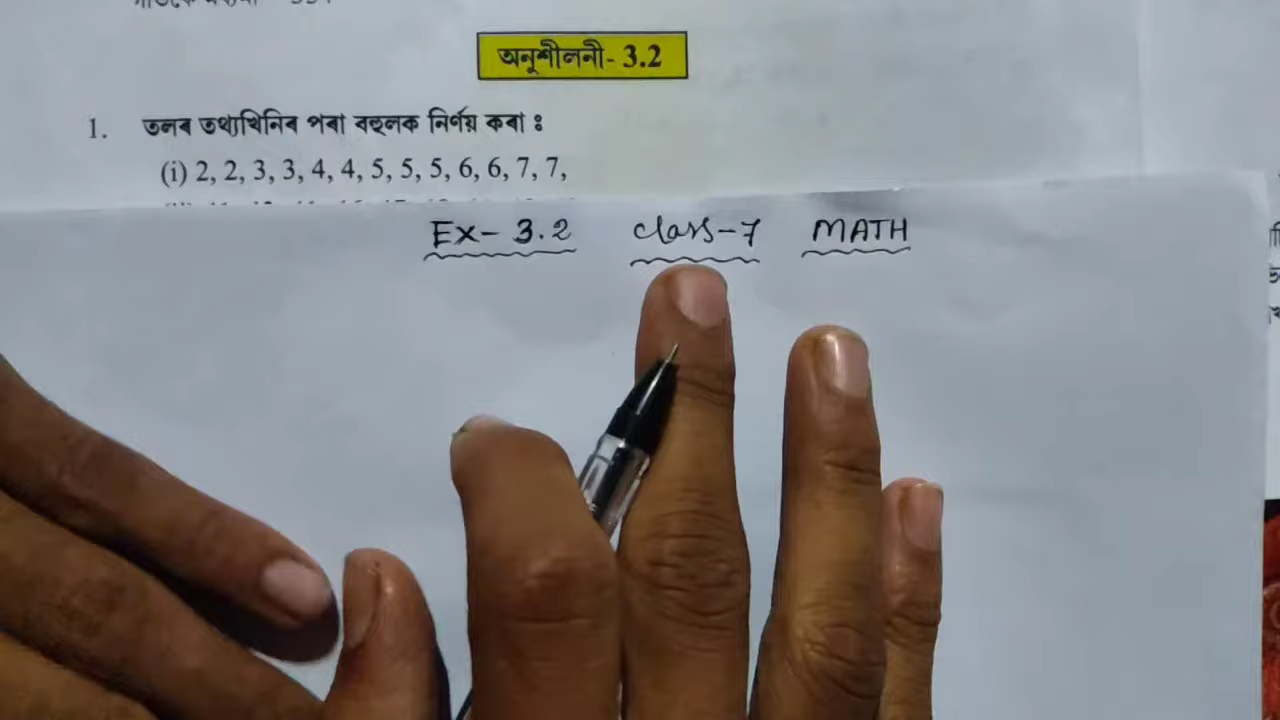 অনুশীলনী- 3.2
1. তলৰ তথ্যখিনিৰ পৰা বহুলক নিৰ্ণয় কৰা ঃ
(i) 2, 2, 3, 3, 4, 4, 5, 5, 5, 6, 6, 7, 7,
Ex- 3.2 class-7 MATH